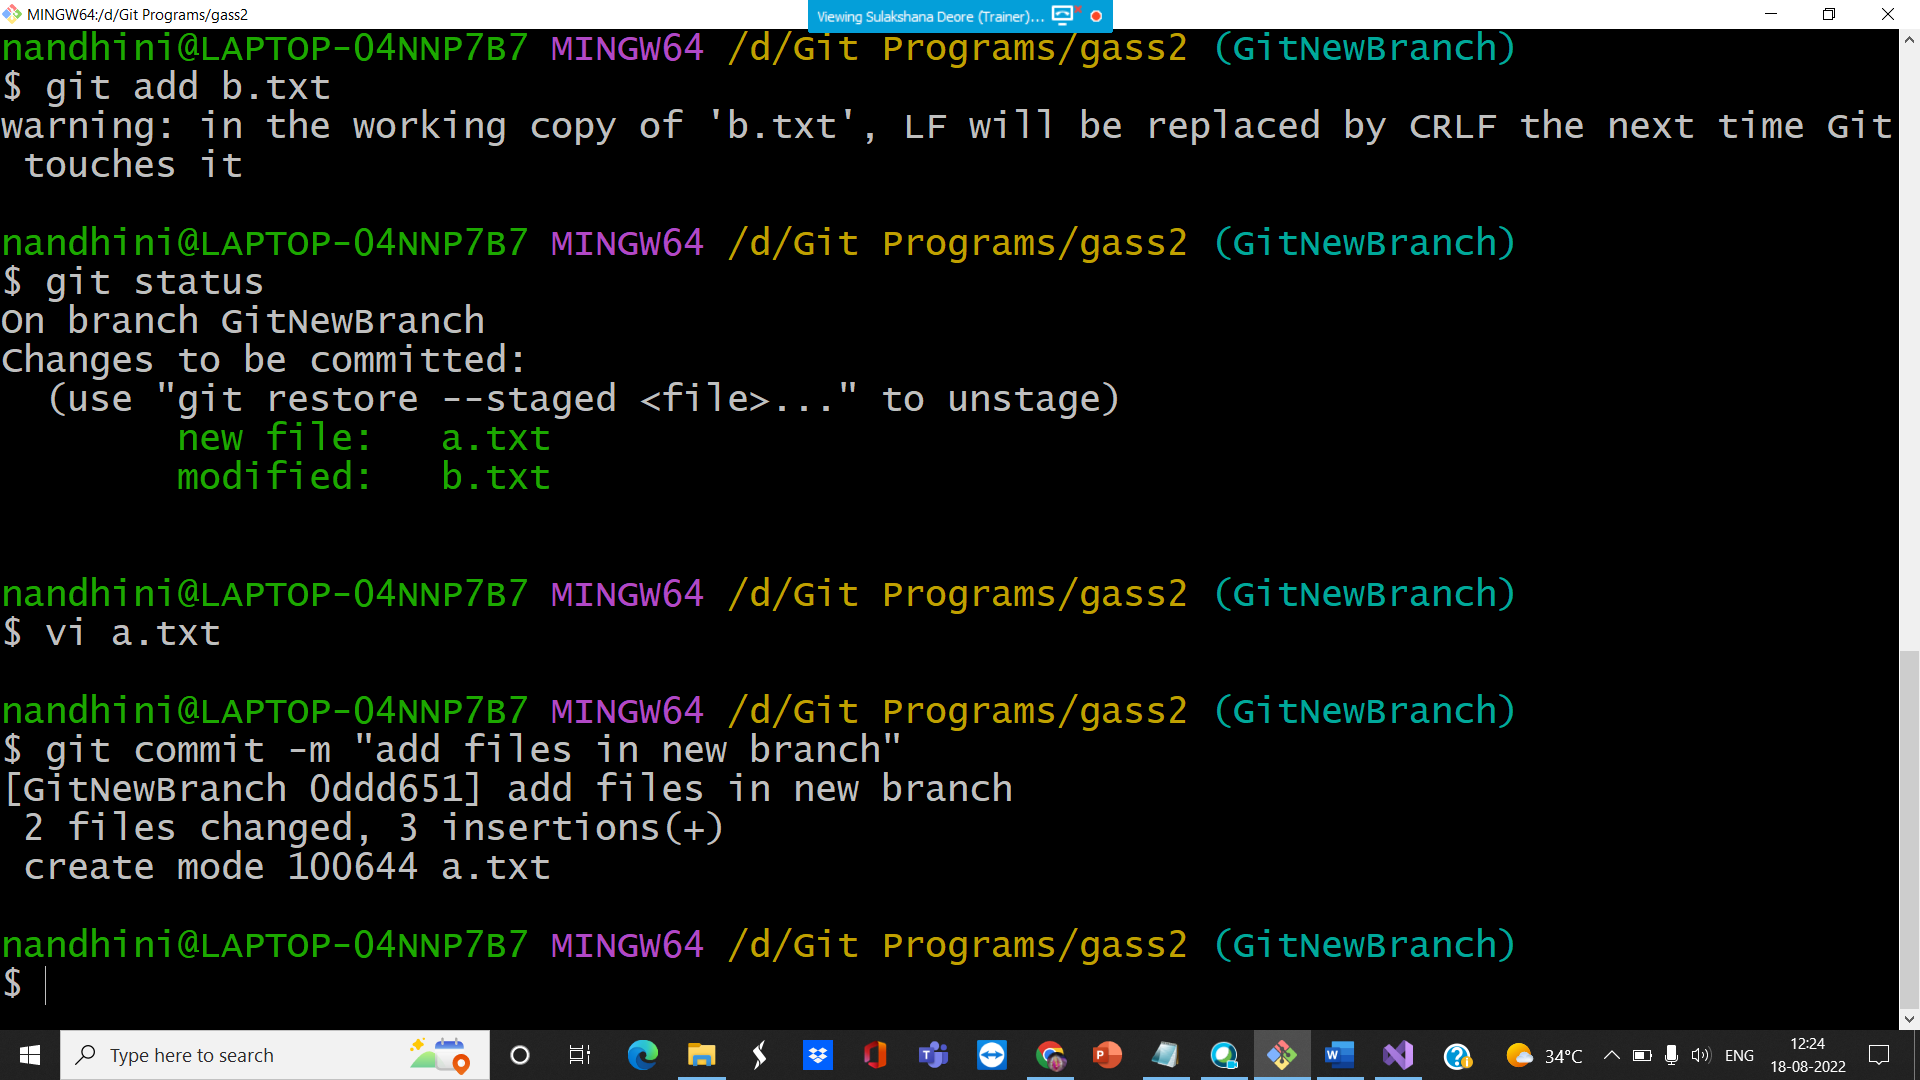 MINGW64:/d/Git Programs/gass2
Viewing Sulakshana Deore (Trainer)...
nandhini@LAPTOP-04NNP7B7 MINGW64 /d/Git Programs/gass2 (GitNewBranch)
$ git add b.txt
warning: in the working copy of 'b.txt', LF will be replaced by CRLF the next time Git
 touches it
nandhini@LAPTOP-04NNP7B7 MINGW64 /d/Git Programs/gass2 (GitNewBranch)
$ git status
On branch GitNewBranch
Changes to be committed:
  (use "git restore --staged <file>..." to unstage)
        new file:   a.txt
        modified:   b.txt
nandhini@LAPTOP-04NNP7B7 MINGW64 /d/Git Programs/gass2 (GitNewBranch)
$ vi a.txt
nandhini@LAPTOP-04NNP7B7 MINGW64 /d/Git Programs/gass2 (GitNewBranch)
$ git commit -m "add files in new branch"
[GitNewBranch 0ddd651] add files in new branch
 2 files changed, 3 insertions(+)
 create mode 100644 a.txt
nandhini@LAPTOP-04NNP7B7 MINGW64 /d/Git Programs/gass2 (GitNewBranch)
$
Type here to search
34°C
ENG
12:24
18-08-2022